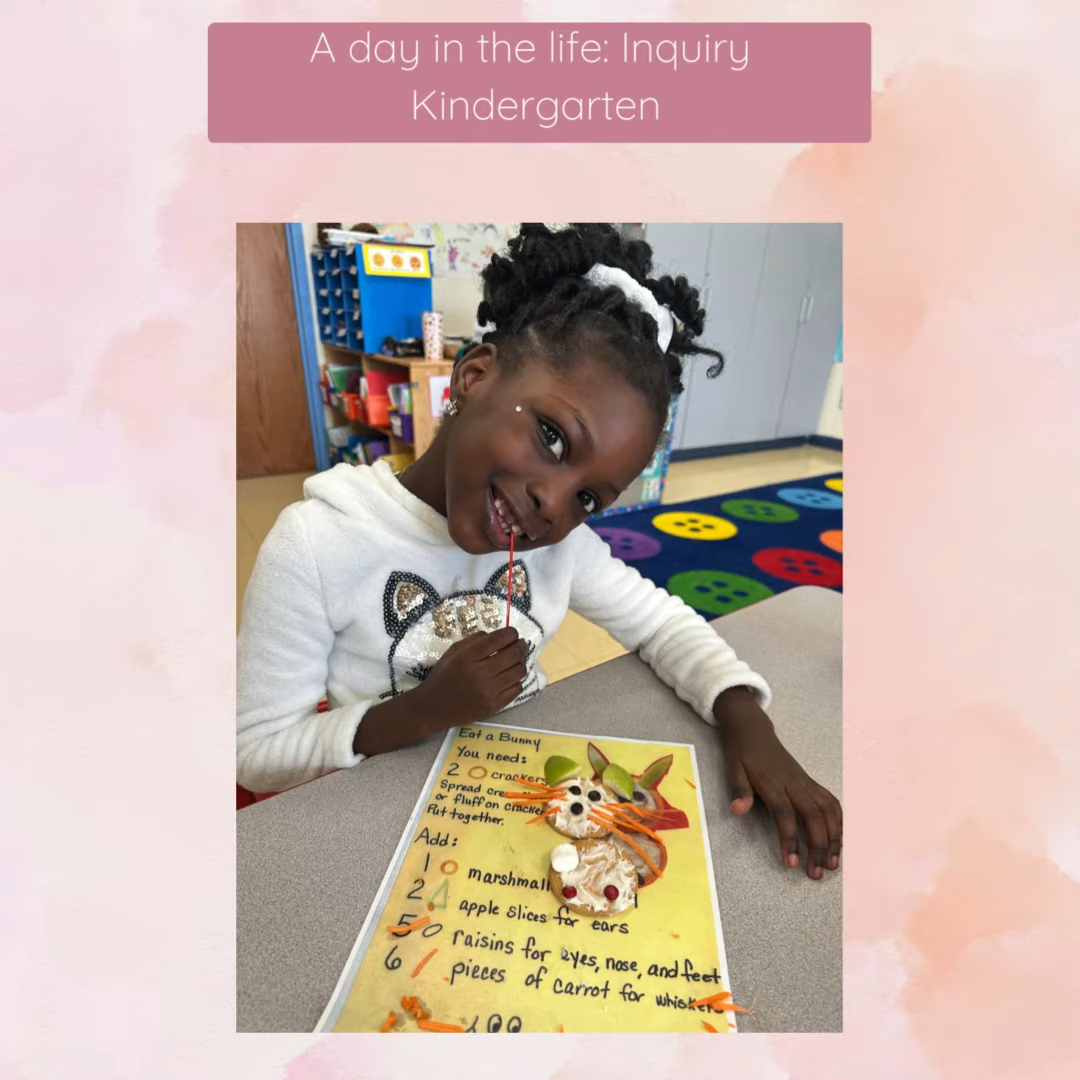 A day in the life: Inquiry
Kindergarten
Eat a Bunny
You need:
2 crackers
Spread
or fluff on cracker
Put together.
Add:
1 marshmall
2 apple slices for ears
5 raisins for eyes, nose, and feet
6 pieces of carrot for whiskers